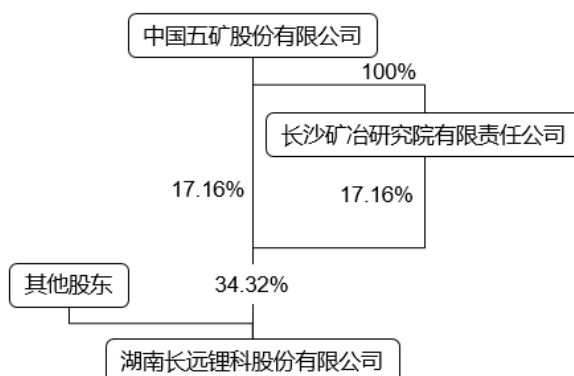 中国五矿股份有限公司
100%
长沙矿冶研究院有限责任公司
17.16%
17.16%
其他股东
34.32%
湖南长远锂科股份有限公司